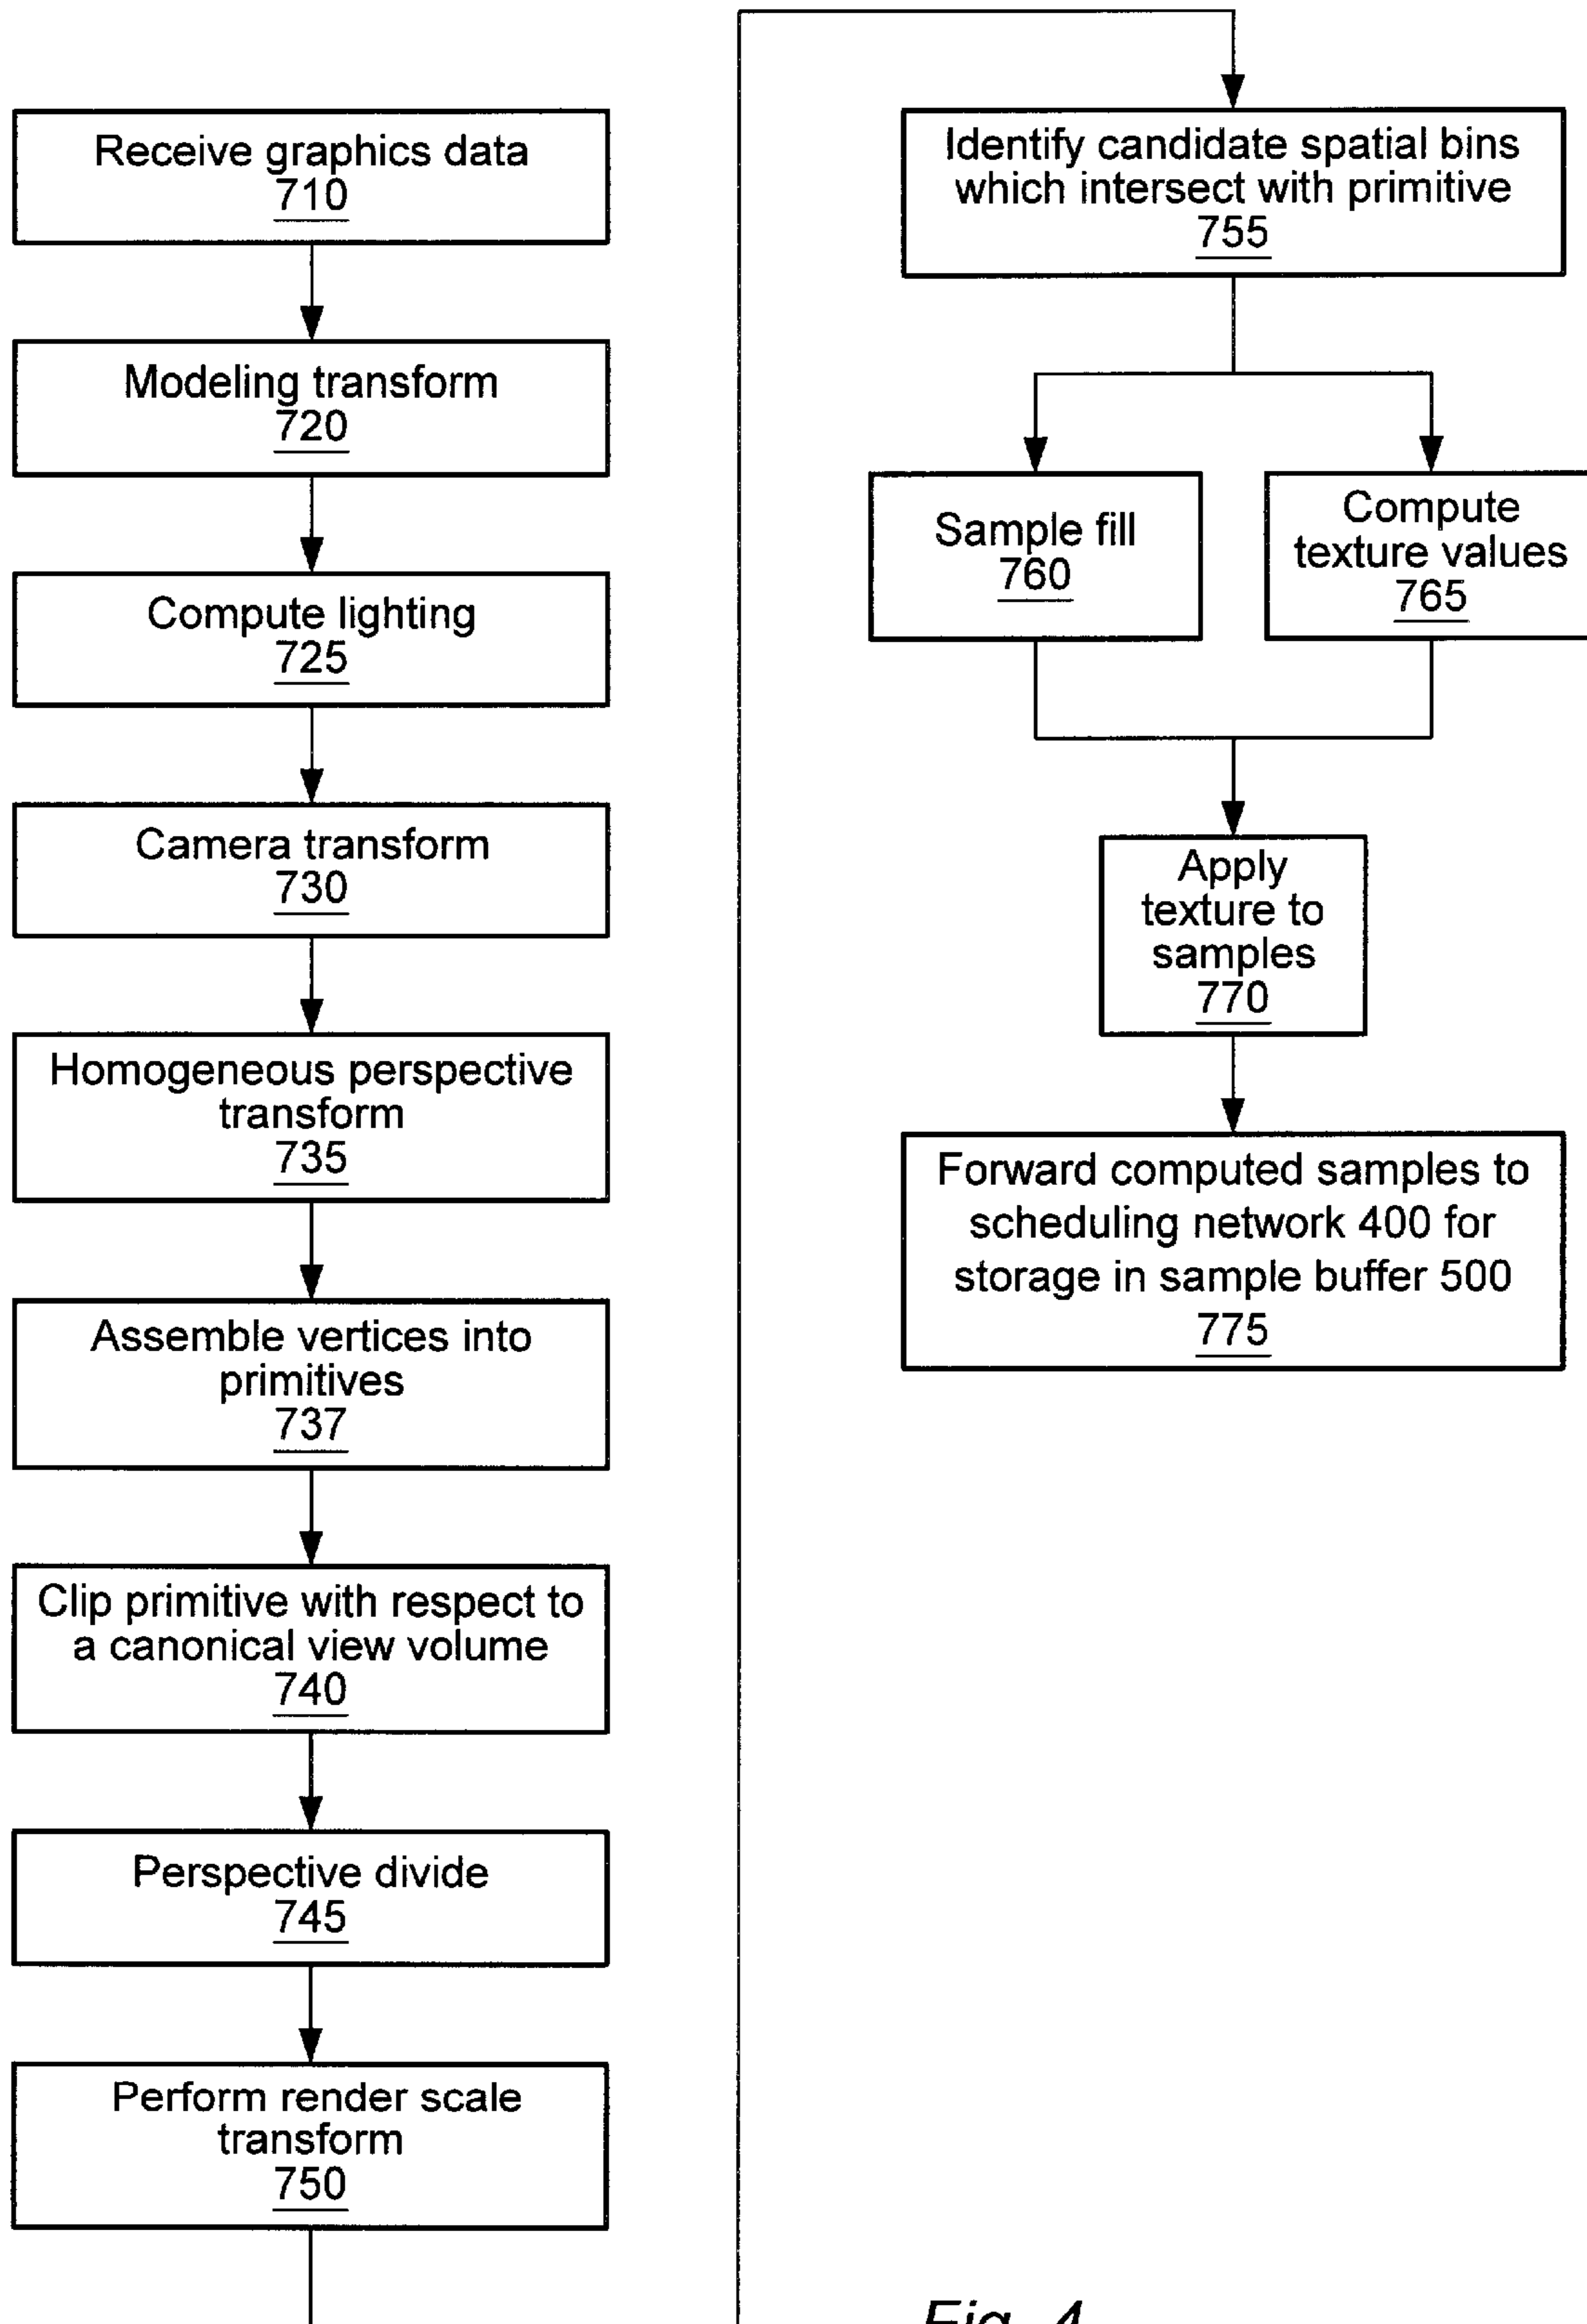 Receive graphics data
710
Modeling transform
720
Compute lighting
725
Camera transform
730
Homogeneous perspective
transform
735
Assemble vertices into
primitives
737
Clip primitive with respect to
a canonical view volume
740
Perspective divide
745
Perform render scale
transform
750
Identify candidate spatial bins
which intersect with primitive
755
Sample fill
760
Compute
texture values
765
Apply
texture to
samples
770
Forward computed samples to
scheduling network 400 for
storage in sample buffer 500
775
Fig. 4